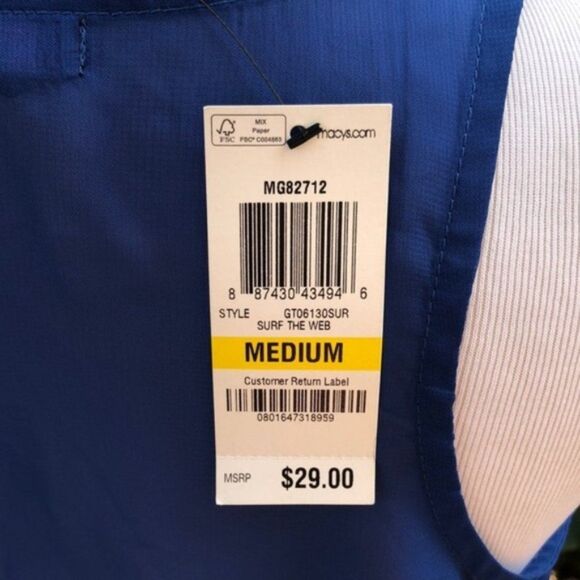 FSC
MIX
Paper
FSC® C004863
macys.com
MG82712
8 87430 43494 6
STYLE GT06130SUR
SURF THE WEB
MEDIUM
Customer Return Label
0801647318959
MSRP $29.00